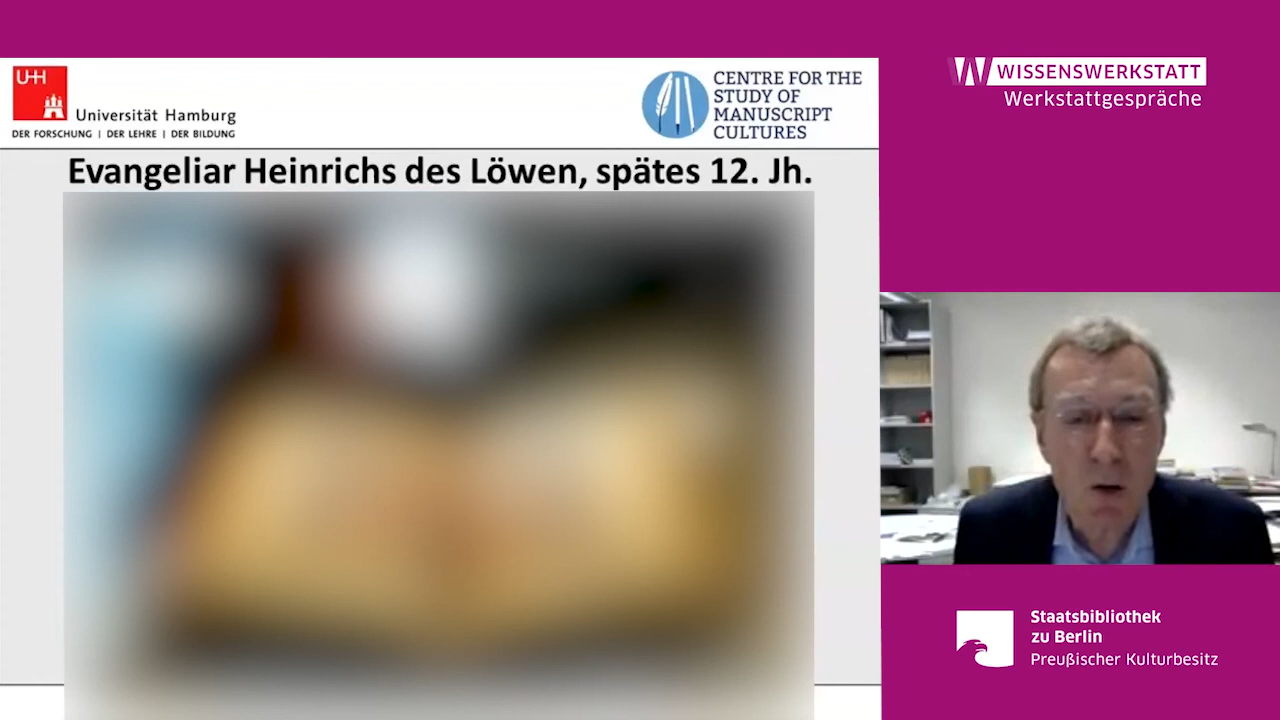 UHH
Universität Hamburg
DER FORSCHUNG | DER LEHRE | DER BILDUNG
CENTRE FOR THE
STUDY OF
MANUSCRIPT
CULTURES
Evangeliar Heinrichs des Löwen, spätes 12. Jh.
WISSENSWERKSTATT
Werkstattgespräche
Staatsbibliothek
zu Berlin
Preußischer Kulturbesitz